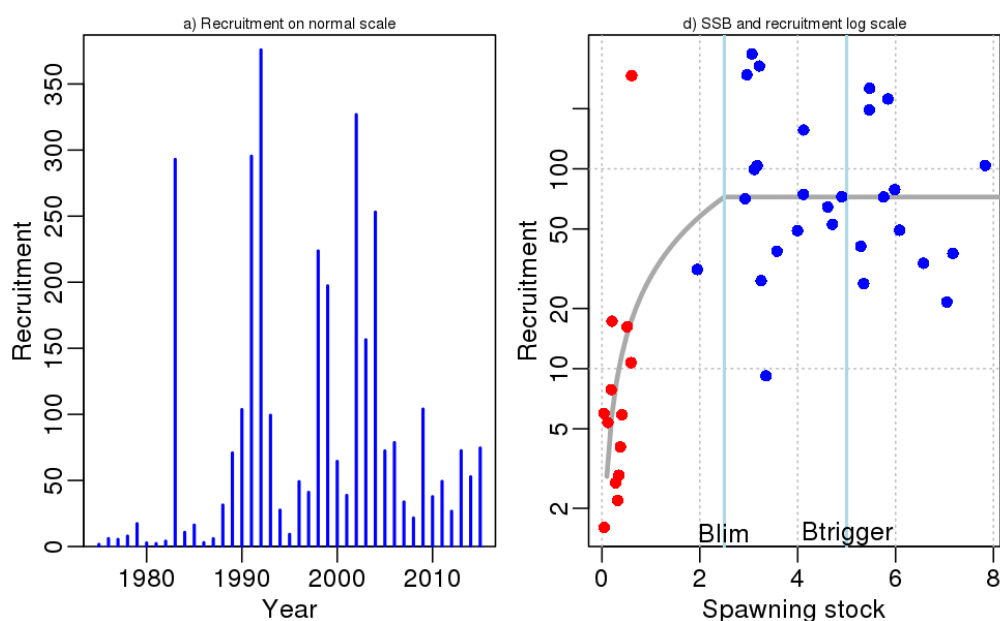 a) Recruitment on normal scale
Recruitment
350
300
250
200
150
100
50
0
1980 1990 2000 2010
Year
d) SSB and recruitment log scale
Recruitment
100
50
20
10
5
2
Blim Btrigger
0 2 4 6 8
Spawning stock